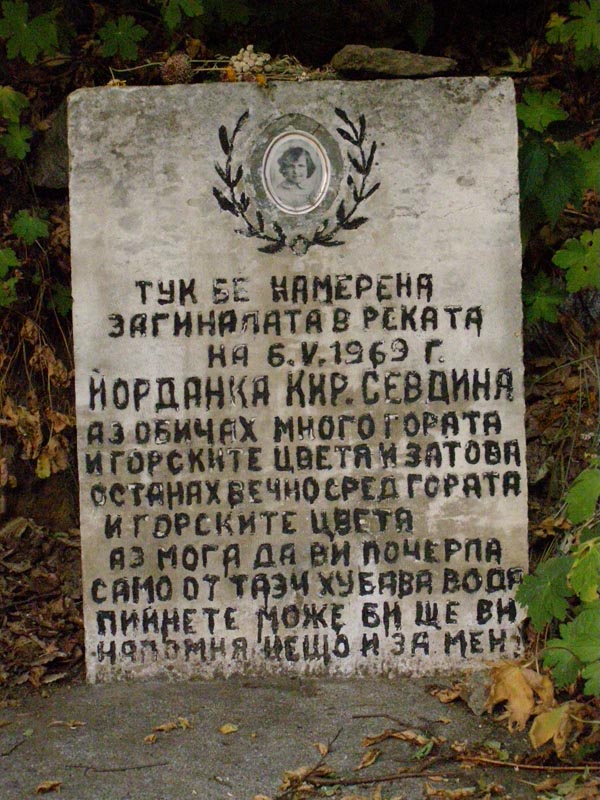 ТУК БЕ НАМЕРЕНА
ЗАГИНАЛАТА В РЕКАТА
НА 6.V.1969 Г.
ЙОРДАНКА КИР. СЕВДИНА
АЗ ОБИЧАХ МНОГО ГОРАТА
И ГОРСКИТЕ ЦВЕТЯ И ЗАТОВА
ОСТАНАХ ВЕЧНО СРЕД ГОРАТА
И ГОРСКИТЕ ЦВЕТЯ
АЗ МОГА ДА ВИ ПОЧЕРПА
САМО ОТ ТАЗИ ХУБАВА ВОДА
ПИЙНЕТЕ МОЖЕ БИ ЩЕ ВИ
НАПОМНЯ НЕЩО И ЗА МЕН